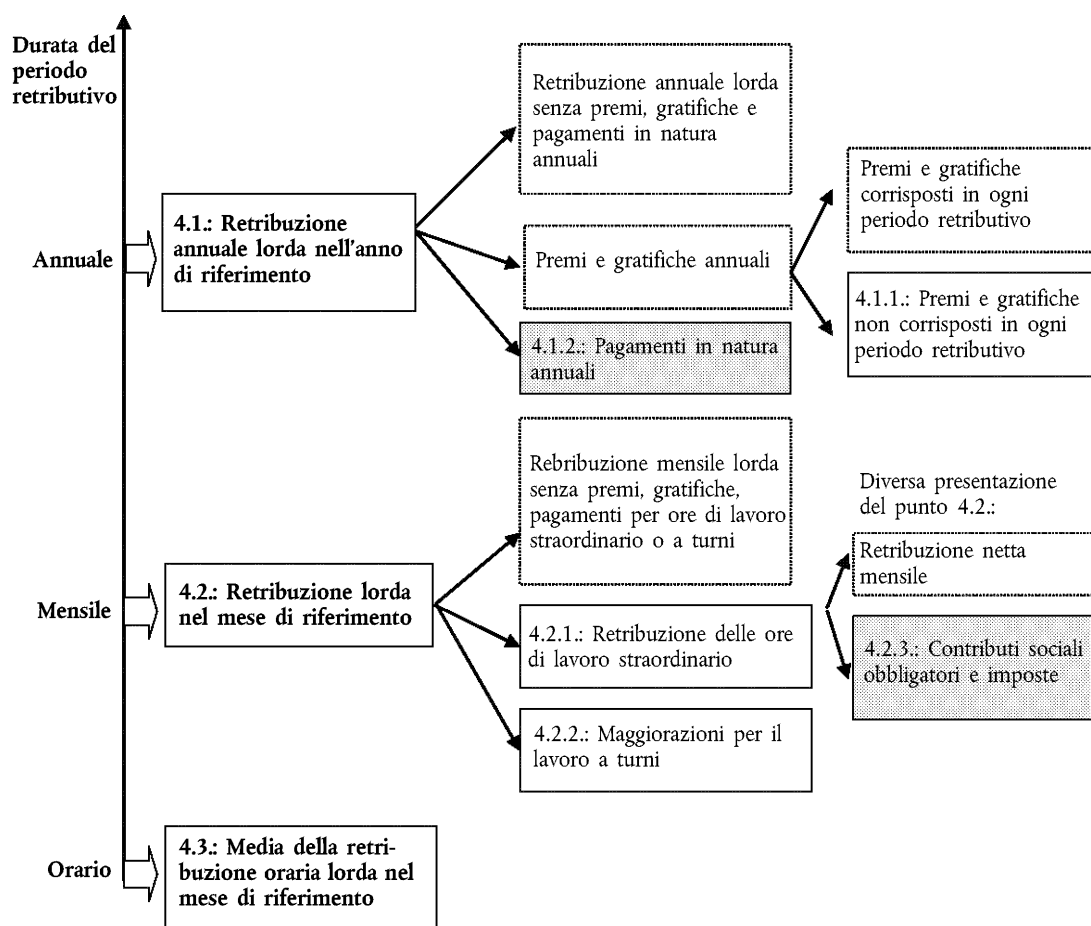 Durata del
periodo
retributivo
Annuale
4.1.: Retribuzione
annuale lorda nell'anno
di riferimento
Retribuzione annuale lorda
senza premi, gratifiche e
pagamenti in natura
annuali
Premi e gratifiche annuali
4.1.2.: Pagamenti in natura
annuali
Premi e gratifiche
corrisposti in ogni
periodo retributivo
4.1.1.: Premi e gratifiche
non corrisposti in ogni
periodo retributivo
Mensile
4.2.: Retribuzione lorda
nel mese di riferimento
Rebribuzione mensile lorda
senza premi, gratifiche,
pagamenti per ore di lavoro
straordinario o a turni
4.2.1.: Retribuzione delle ore
di lavoro straordinario
4.2.2.: Maggiorazioni per il
lavoro a turni
Diversa presentazione
del punto 4.2.:
Retribuzione netta
mensile
4.2.3.: Contributi sociali
obbligatori e imposte
Orario
4.3.: Media della retri-
buzione oraria lorda nel
mese di riferimento